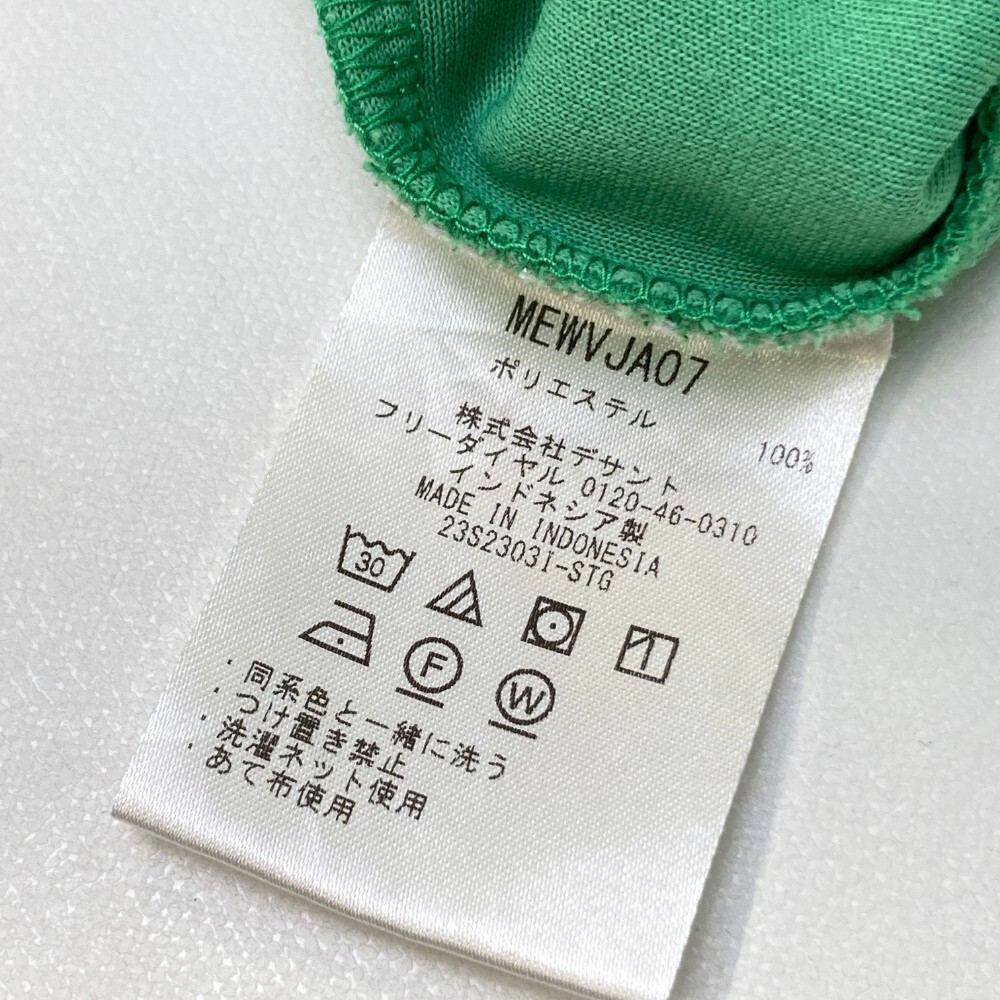 MEWVJA07
ポリエステル 100%
株式会社デサント
フリーダイヤル 0120-46-0310
インドネシア製
MADE IN INDONESIA
23S2303I-STG
30
F W
・同系色と一緒に洗う
・つけ置き禁止
・洗濯ネット使用
・あて布使用